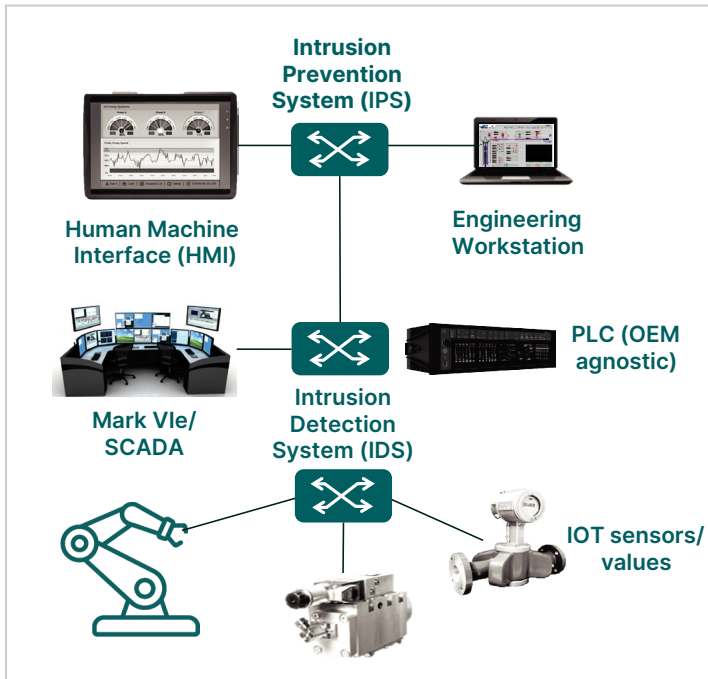 Intrusion
Prevention
System (IPS)
Human Machine
Interface (HMI)
Engineering
Workstation
PLC (OEM
agnostic)
Mark VIe/
SCADA
Intrusion
Detection
System (IDS)
IOT sensors/
values